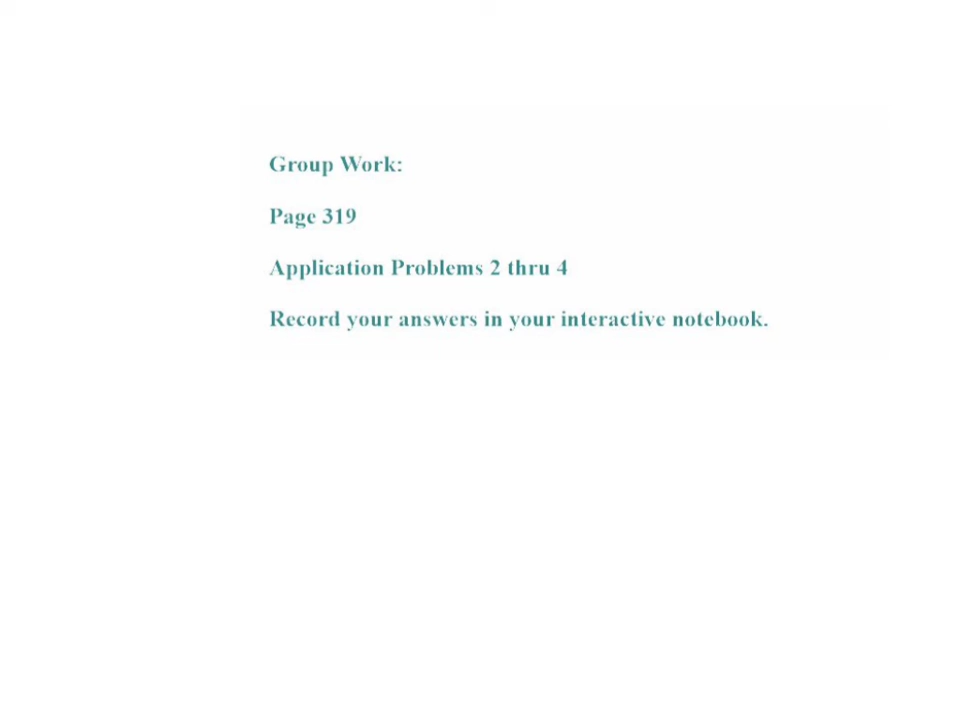 Group Work:
Page 319
Application Problems 2 thru 4
Record your answers in your interactive notebook.